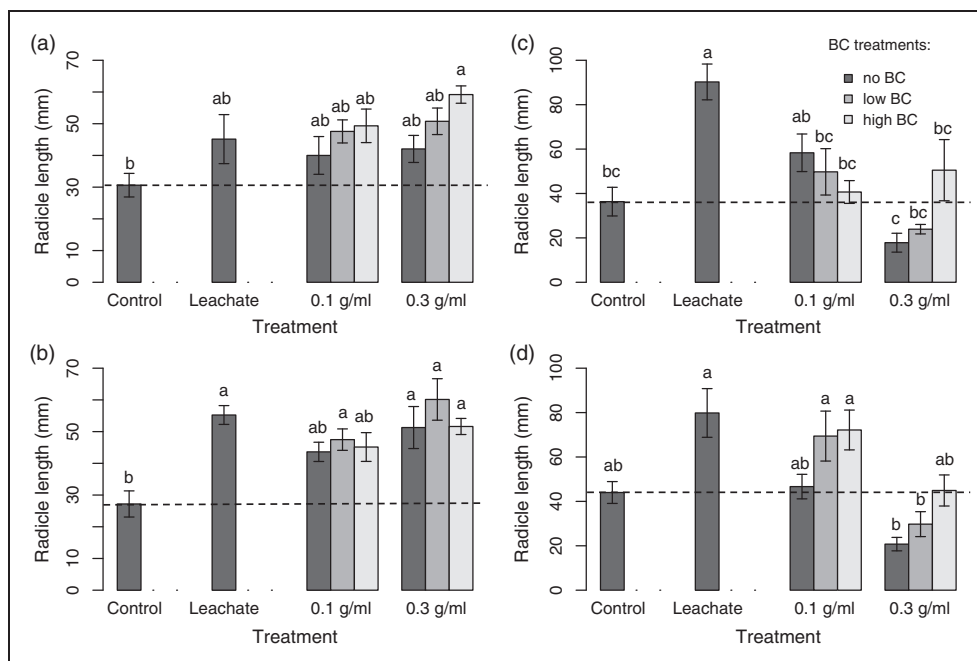 (a)
Radicle length (mm)
70
50
30
10
0
b
ab
ab
ab
ab
ab
ab
a
Control
Leachate
0.1 g/ml
0.3 g/ml
Treatment
(c)
BC treatments:
no BC
low BC
high BC
Radicle length (mm)
100
80
60
40
20
0
bc
a
ab
bc
bc
c
bc
bc
Control
Leachate
0.1 g/ml
0.3 g/ml
Treatment
(b)
Radicle length (mm)
70
50
30
10
0
b
a
ab
a
ab
a
a
a
Control
Leachate
0.1 g/ml
0.3 g/ml
Treatment
(d)
Radicle length (mm)
100
80
60
40
20
0
ab
a
ab
a
a
b
b
ab
Control
Leachate
0.1 g/ml
0.3 g/ml
Treatment